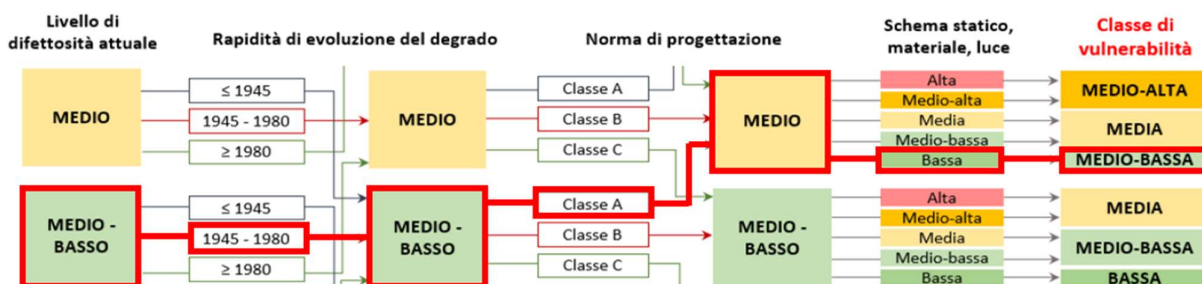 Livello di
difettosità attuale
Rapidità di evoluzione del degrado
Norma di progettazione
Schema statico,
materiale, luce
Classe di
vulnerabilità
MEDIO
≤ 1945
1945 - 1980
≥ 1980
MEDIO
Classe A
Classe B
Classe C
MEDIO
Alta
Medio-alta
Media
Medio-bassa
Bassa
MEDIO-ALTA
MEDIA
MEDIO-BASSA
MEDIO -
BASSO
≤ 1945
1945 - 1980
≥ 1980
MEDIO -
BASSO
Classe A
Classe B
Classe C
MEDIO -
BASSO
Alta
Medio-alta
Media
Medio-bassa
Bassa
MEDIA
MEDIO-BASSA
BASSA